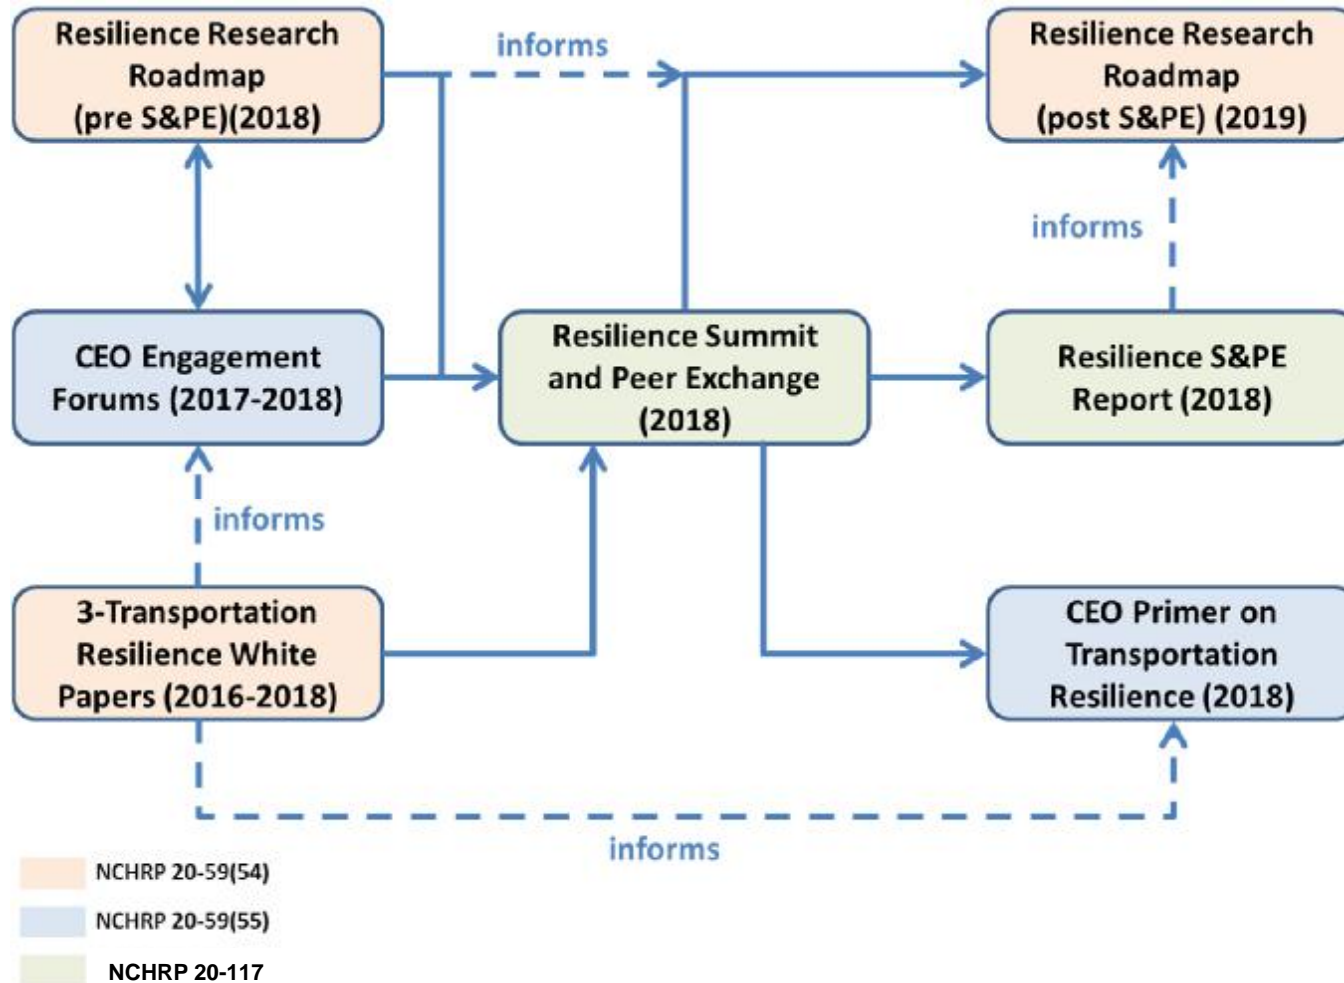 Resilience Research
Roadmap
(pre S&PE)(2018)
informs
Resilience Research
Roadmap
(post S&PE) (2019)
informs
CEO Engagement
Forums (2017-2018)
Resilience Summit
and Peer Exchange
(2018)
Resilience S&PE
Report (2018)
informs
3-Transportation
Resilience White
Papers (2016-2018)
CEO Primer on
Transportation
Resilience (2018)
informs
NCHRP 20-59(54)
NCHRP 20-59(55)
NCHRP 20-117